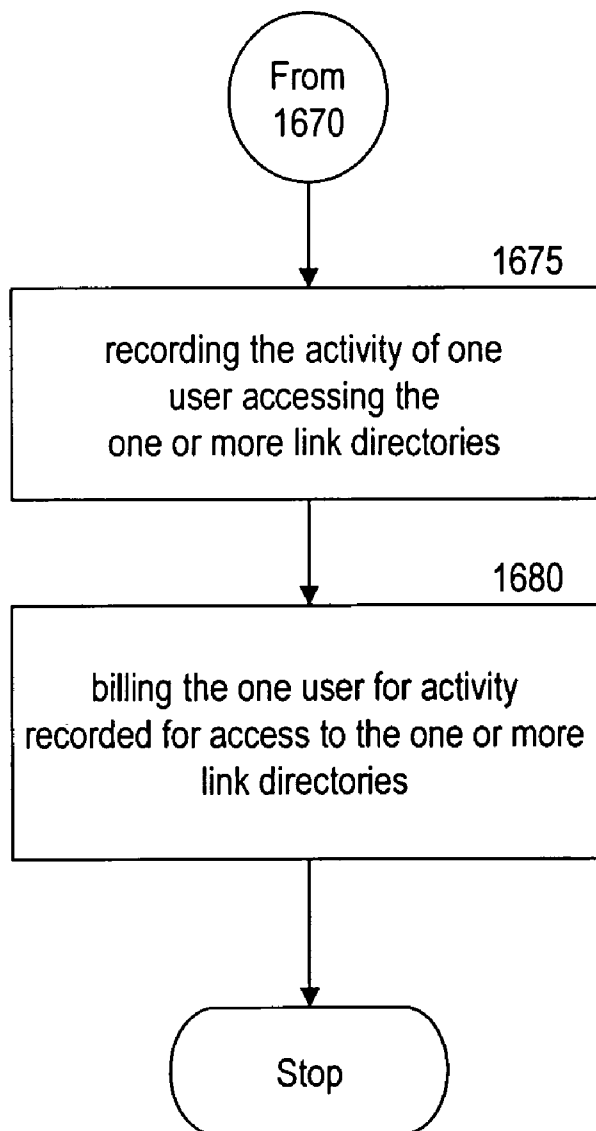 From
1670
1675
recording the activity of one
user accessing the
one or more link directories
1680
billing the one user for activity
recorded for access to the one or more
link directories
Stop